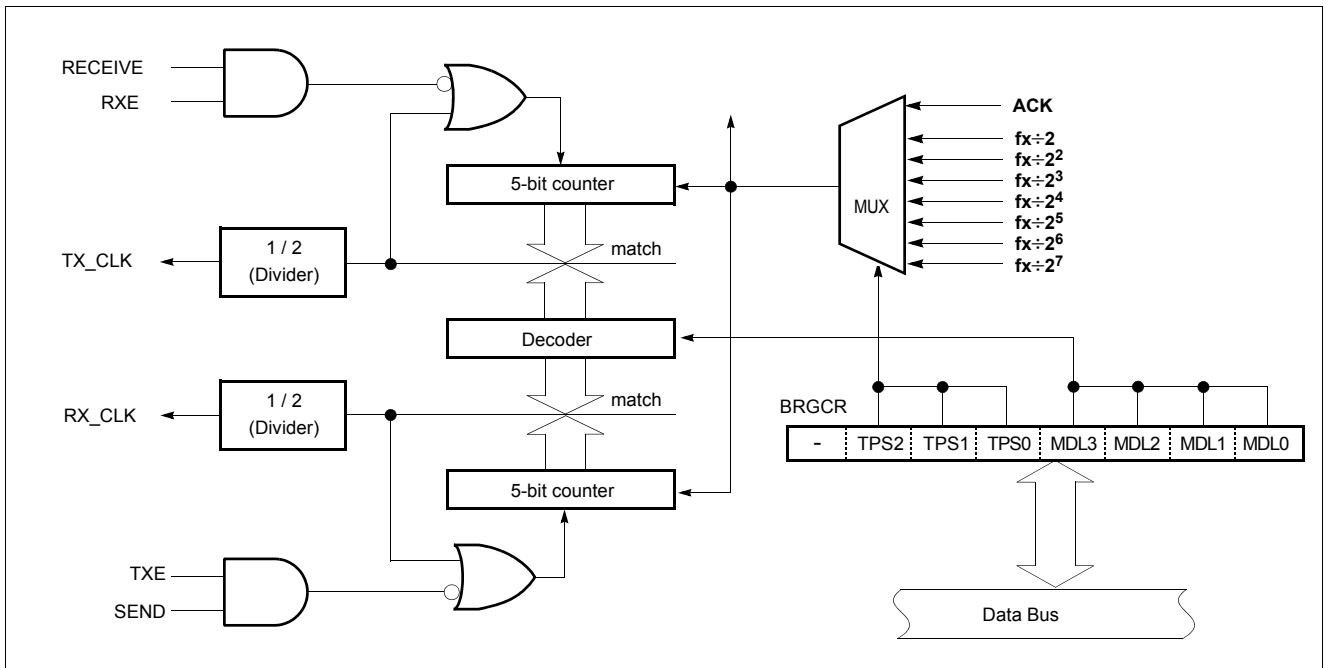 RECEIVE
RXE
ACK
fx÷2
fx÷2²
fx÷2³
fx÷2⁴
fx÷2⁵
fx÷2⁶
fx÷2⁷
MUX
5-bit counter
match
TX_CLK
1 / 2
(Divider)
Decoder
RX_CLK
1 / 2
(Divider)
match
BRGCR
- TPS2 TPS1 TPS0 MDL3 MDL2 MDL1 MDL0
5-bit counter
TXE
SEND
Data Bus